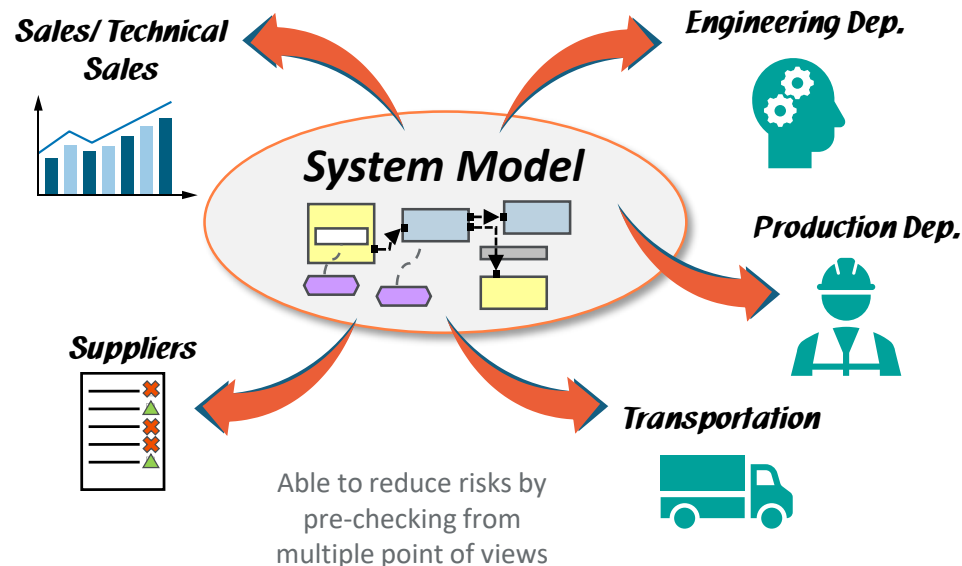 Sales/ Technical
Sales
Engineering Dep.
System Model
Production Dep.
Suppliers
Transportation
Able to reduce risks by
pre-checking from
multiple point of views